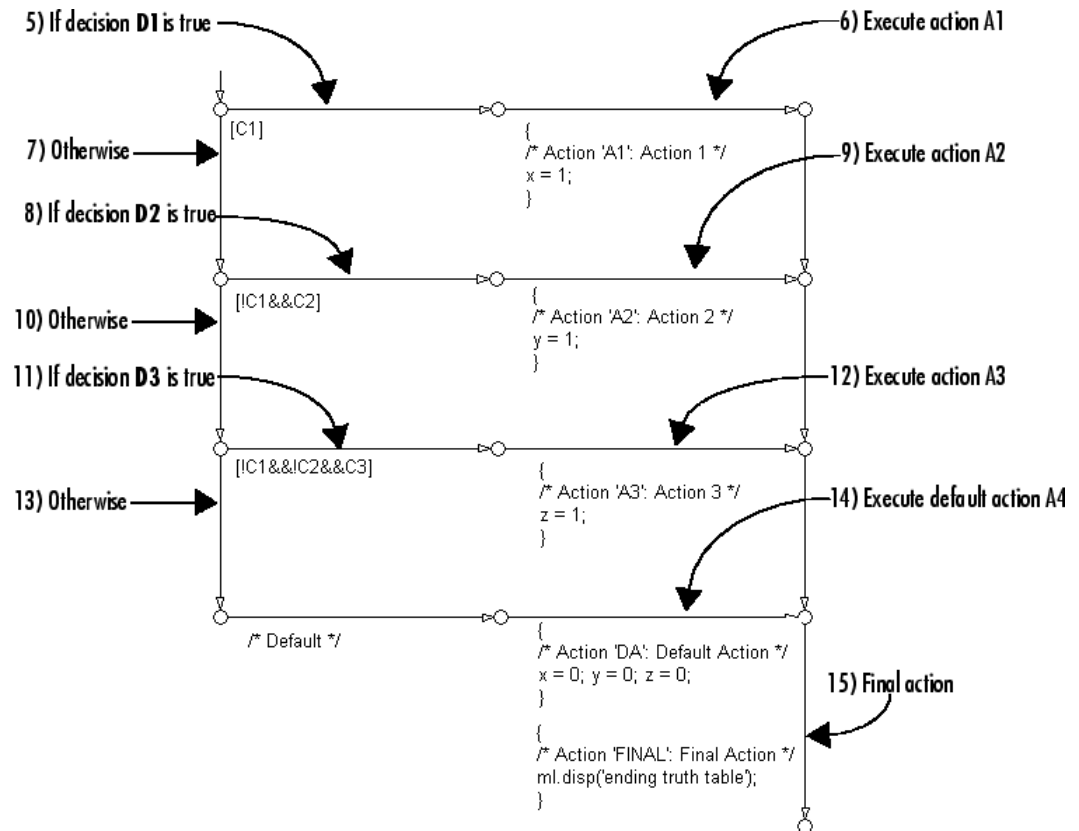 5) If decision D1 is true
6) Execute action A1
[C1]
{
/* Action 'A1': Action 1 */
x = 1;
}
7) Otherwise
9) Execute action A2
8) If decision D2 is true
[!C1&&C2]
{
/* Action 'A2': Action 2 */
y = 1;
}
10) Otherwise
11) If decision D3 is true
12) Execute action A3
[!C1&&!C2&&C3]
{
/* Action 'A3': Action 3 */
z = 1;
}
13) Otherwise
14) Execute default action A4
/* Default */
{
/* Action 'DA': Default Action */
x = 0; y = 0; z = 0;
}
15) Final action
{
/* Action 'FINAL': Final Action */
ml.disp('ending truth table');
}